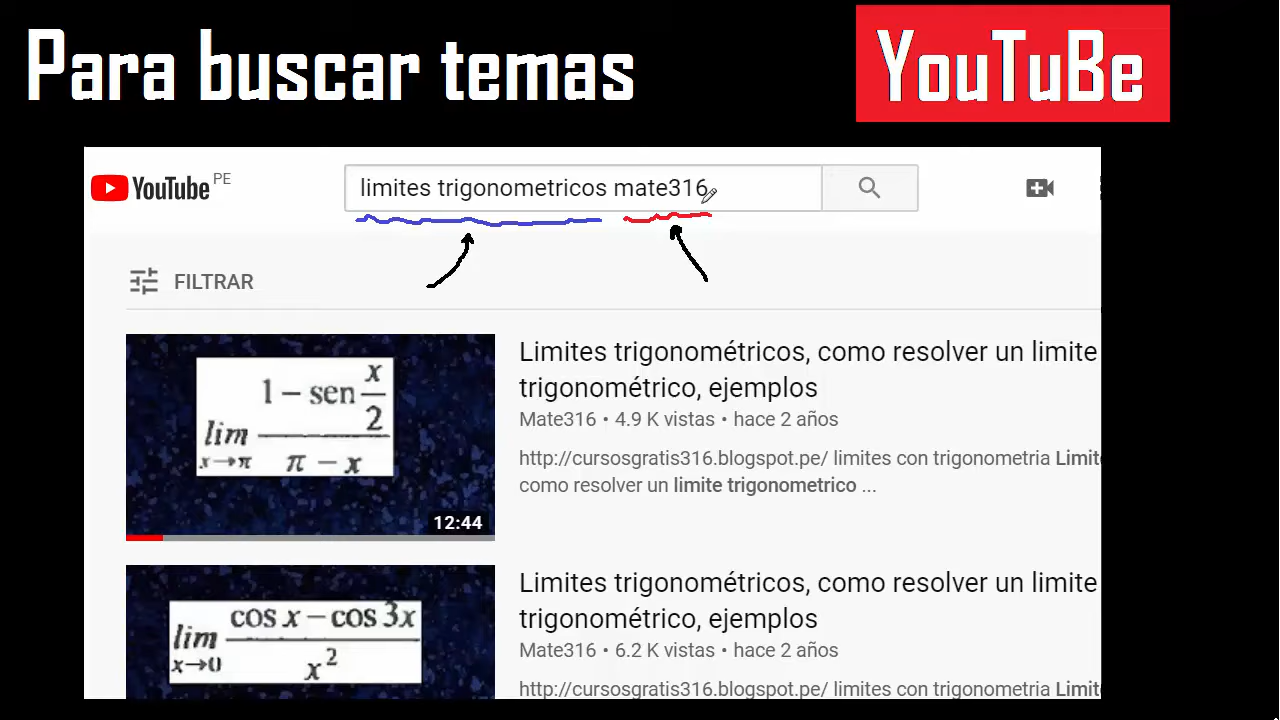 Para buscar temas
YouTuBe
YouTube PE
limites trigonometricos mate316
FILTRAR
1 − sen x/2
lim
x→π
π − x
12:44
Limites trigonométricos, como resolver un limite
trigonométrico, ejemplos
Mate316 • 4.9 K vistas • hace 2 años
http://cursosgratis316.blogspot.pe/ limites con trigonometria Limit
como resolver un limite trigonometrico ...
cos x − cos 3x
lim
x→0
x²
Limites trigonométricos, como resolver un limite
trigonométrico, ejemplos
Mate316 • 6.2 K vistas • hace 2 años
http://cursosgratis316.blogspot.pe/ limites con trigonometria Limit